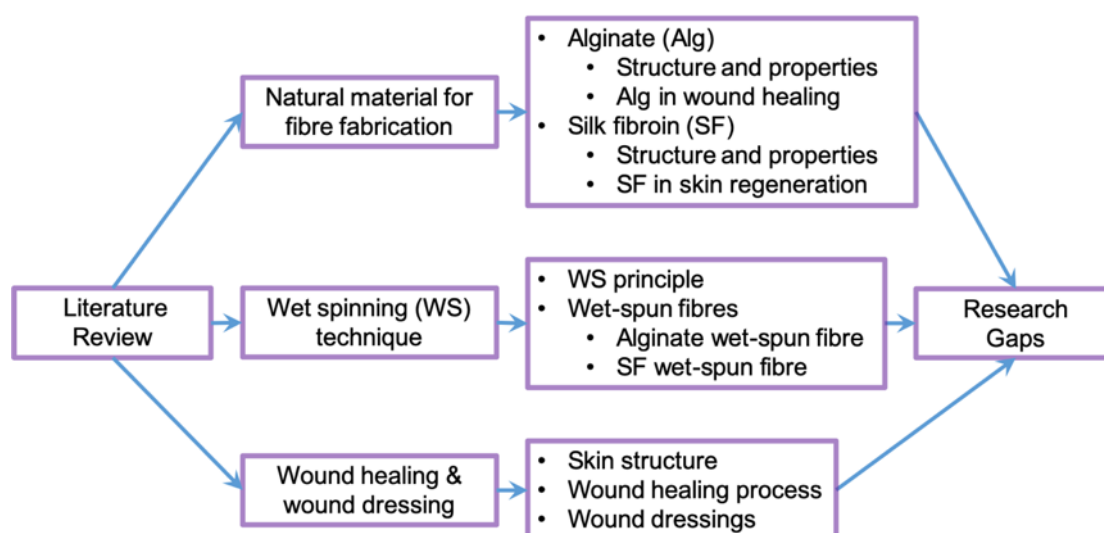 Literature
Review
Natural material for
fibre fabrication
• Alginate (Alg)
• Structure and properties
• Alg in wound healing
• Silk fibroin (SF)
• Structure and properties
• SF in skin regeneration
Wet spinning (WS)
technique
• WS principle
• Wet-spun fibres
• Alginate wet-spun fibre
• SF wet-spun fibre
Wound healing &
wound dressing
• Skin structure
• Wound healing process
• Wound dressings
Research
Gaps